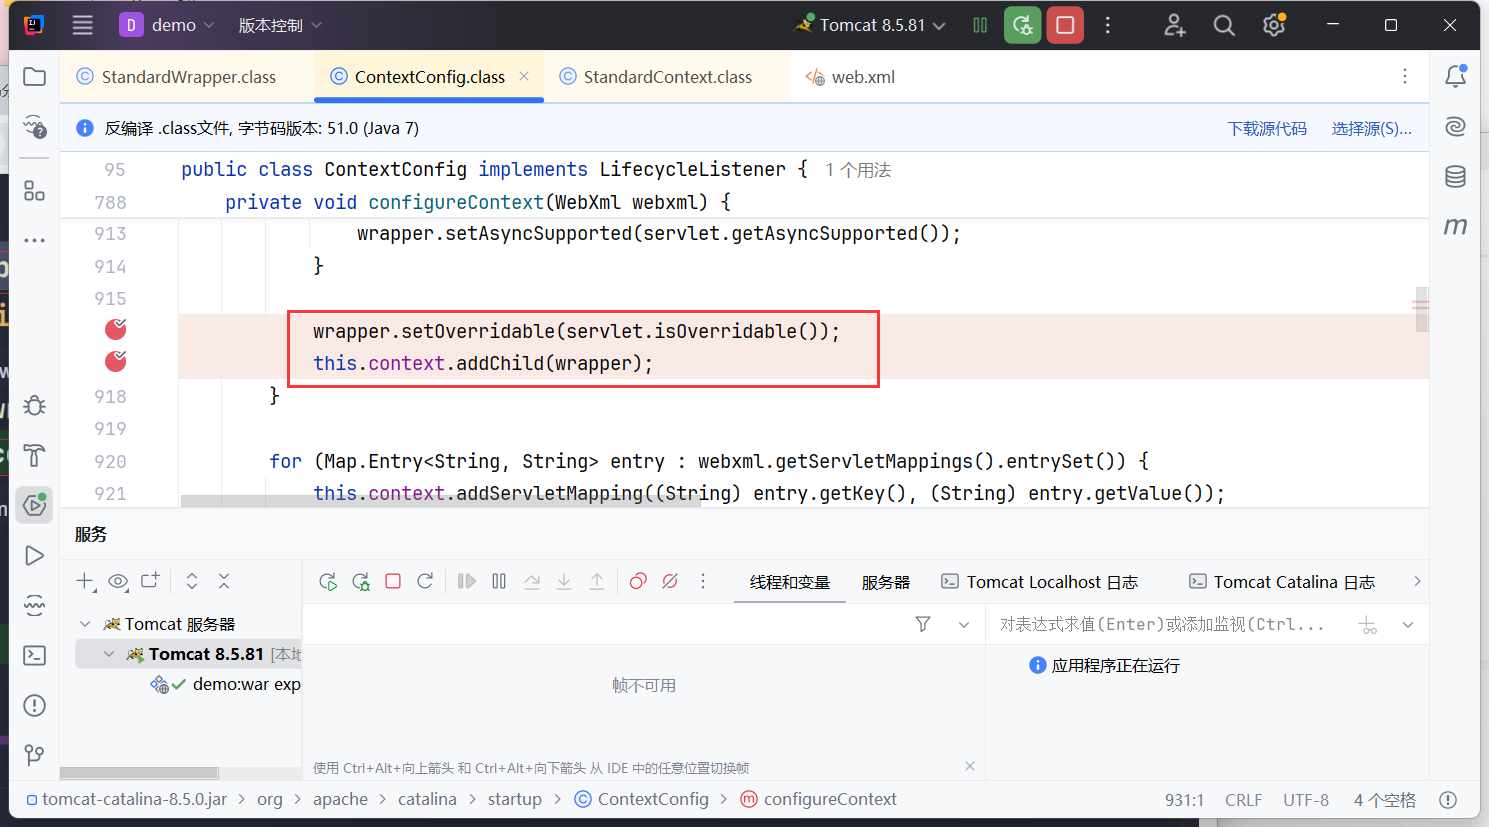 D demo 版本控制 Tomcat 8.5.81
StandardWrapper.class ContextConfig.class StandardContext.class web.xml
反编译 .class文件, 字节码版本: 51.0 (Java 7) 下载源代码 选择源(S)...
95 public class ContextConfig implements LifecycleListener { 1 个用法
788 private void configureContext(WebXml webxml) {
913 wrapper.setAsyncSupported(servlet.getAsyncSupported());
914 }
915
wrapper.setOverridable(servlet.isOverridable());
this.context.addChild(wrapper);
918 }
919
920 for (Map.Entry<String, String> entry : webxml.getServletMappings().entrySet()) {
921 this.context.addServletMapping((String) entry.getKey(), (String) entry.getValue());
服务
线程和变量 服务器 Tomcat Localhost 日志 Tomcat Catalina 日志
Tomcat 服务器
对表达式求值(Enter)或添加监视(Ctrl...
Tomcat 8.5.81 [本地
应用程序正在运行
demo:war exp
帧不可用
使用 Ctrl+Alt+向上箭头 和 Ctrl+Alt+向下箭头 从 IDE 中的任意位置切换帧
tomcat-catalina-8.5.0.jar > org > apache > catalina > startup > ContextConfig > configureContext 931:1 CRLF UTF-8 4 个空格